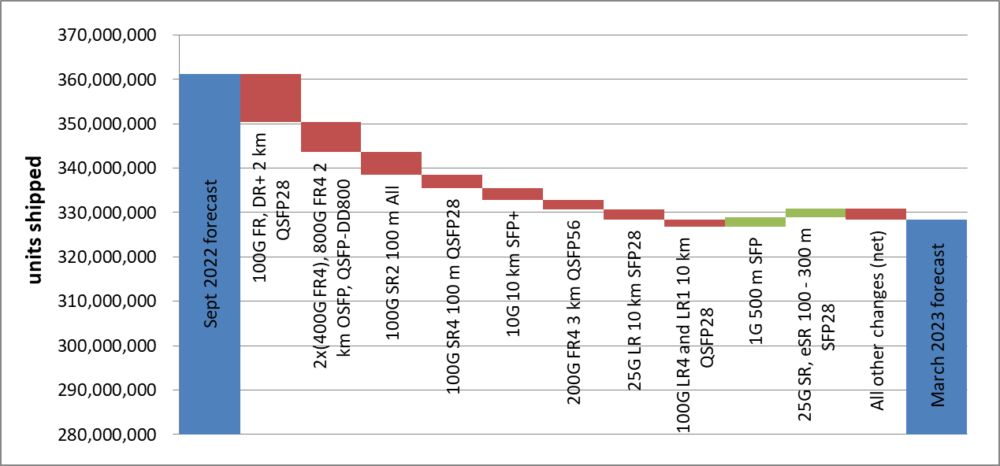 370,000,000
360,000,000
350,000,000
340,000,000
330,000,000
320,000,000
310,000,000
300,000,000
290,000,000
280,000,000
units shipped
Sept 2022 forecast
100G FR, DR+ 2 km
QSFP28
2x(400G FR4), 800G FR4 2
km OSFP, QSFP-DD800
100G SR2 100 m All
100G SR4 100 m QSFP28
10G 10 km SFP+
200G FR4 3 km QSFP56
25G LR 10 km SFP28
100G LR4 and LR1 10 km
QSFP28
1G 500 m SFP
25G SR, eSR 100 - 300 m
SFP28
All other changes (net)
March 2023 forecast